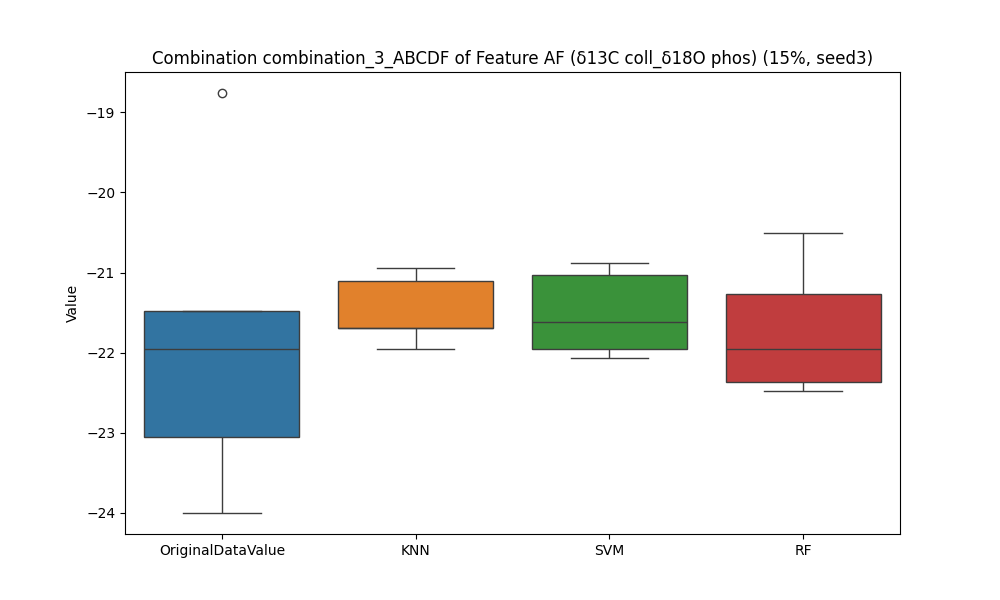 Combination combination_3_ABCDF of Feature AF (δ13C coll_δ18O phos) (15%, seed3)
Value
−19
−20
−21
−22
−23
−24
OriginalDataValue
KNN
SVM
RF